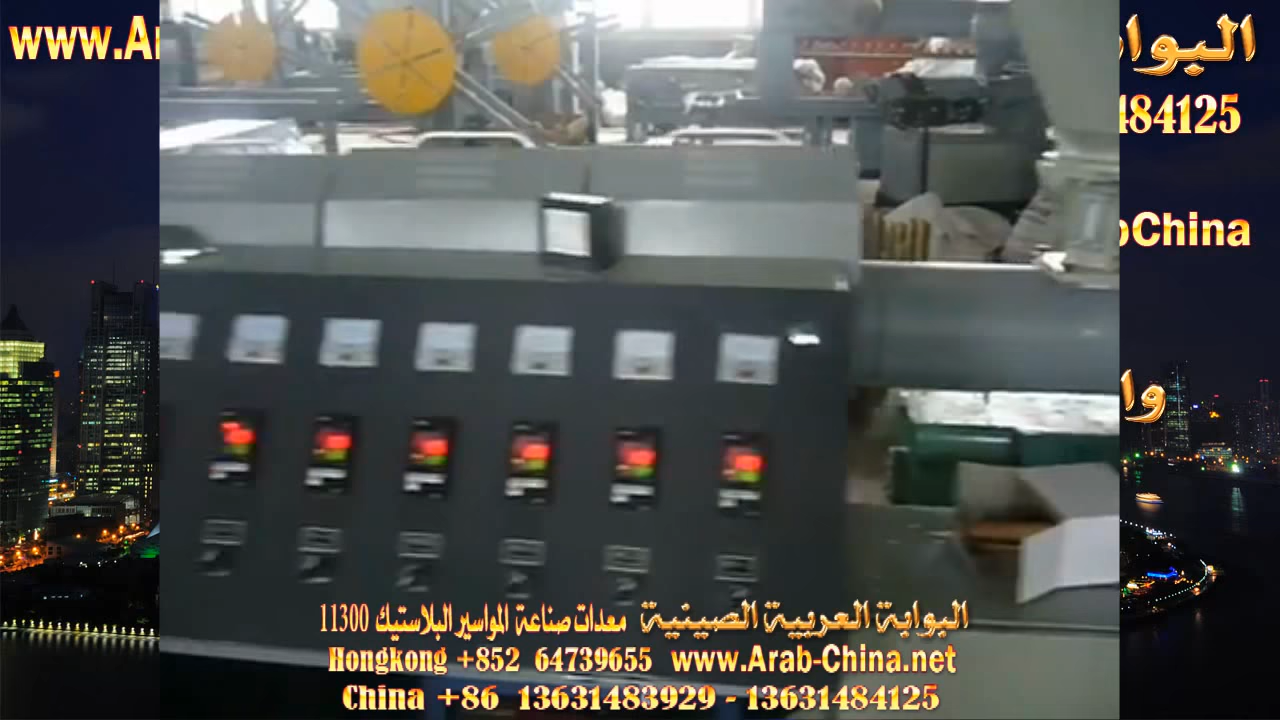 www.A
البوا
484125
oChina
وا
البوابة العربية الصينية معدات صناعة المواسير البلاستيك 11300
Hongkong +852 64739655 www.Arab-China.net
China +86 13631483929 - 13631484125